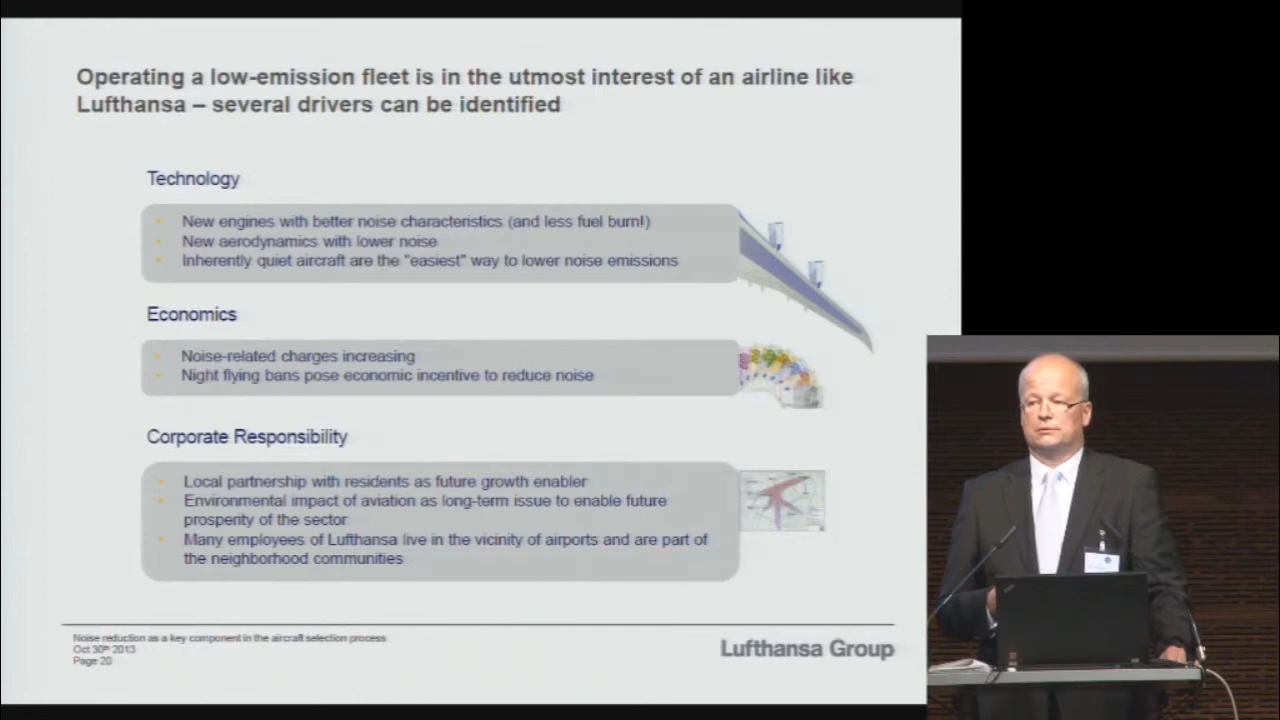 Operating a low-emission fleet is in the utmost interest of an airline like
Lufthansa – several drivers can be identified
Technology
New engines with better noise characteristics (and less fuel burn!)
New aerodynamics with lower noise
Inherently quiet aircraft are the "easiest" way to lower noise emissions
Economics
Noise-related charges increasing
Night flying bans pose economic incentive to reduce noise
Corporate Responsibility
Local partnership with residents as future growth enabler
Environmental impact of aviation as long-term issue to enable future
prosperity of the sector
Many employees of Lufthansa live in the vicinity of airports and are part of
the neighborhood communities
Noise reduction as a key component in the aircraft selection process
Oct 30th 2013
Page 20
Lufthansa Group